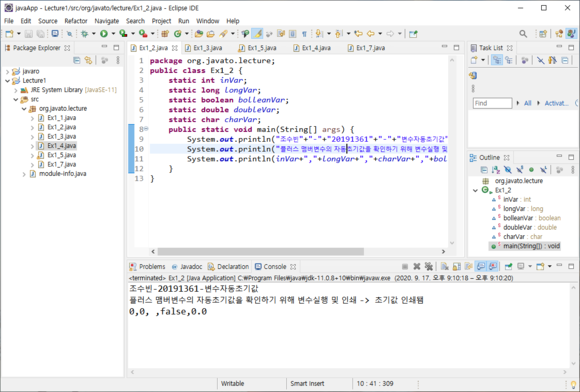 javaApp - Lecture1/src/org/javato/lecture/Ex1_2.java - Eclipse IDE
File Edit Source Refactor Navigate Search Project Run Window Help
Package Explorer
javaro
Lecture1
JRE System Library [JavaSE-11]
src
org.javato.lecture
Ex1_1.java
Ex1_2.java
Ex1_3.java
Ex1_4.java
Ex1_5.java
Ex1_7.java
module-info.java
Ex1_2.java Ex1_3.java Ex1_5.java Ex1_4.java Ex1_7.java
1 package org.javato.lecture;
2 public class Ex1_2 {
3 static int inVar;
4 static long longVar;
5 static boolean bolleanVar;
6 static double doubleVar;
7 static char charVar;
8 public static void main(String[] args) {
9 System.out.println("조수빈"+"-"+"20191361"+"-"+"변수자동초기값"
10 System.out.println("플러스 맴버변수의 자동초기값을 확인하기 위해 변수실행 및
11 System.out.println(inVar+","+longVar+","+charVar+","+bol
12 }
13 }
Task List
Find All Activat...
Outline
org.javato.lecture
Ex1_2
inVar : int
longVar : long
bolleanVar : boolean
doubleVar : double
charVar : char
main(String[]) : void
Problems Javadoc Declaration Console
<terminated> Ex1_2 [Java Application] C:₩Program Files₩java₩jdk-11.0.8+10₩bin₩javaw.exe (2020. 9. 17. 오후 9:10:18 – 오후 9:10:20)
조수빈-20191361-변수자동초기값
플러스 맴버변수의 자동초기값을 확인하기 위해 변수실행 및 인쇄 -> 초기값 인쇄됨
0,0, ,false,0.0
Writable Smart Insert 10 : 41 : 309